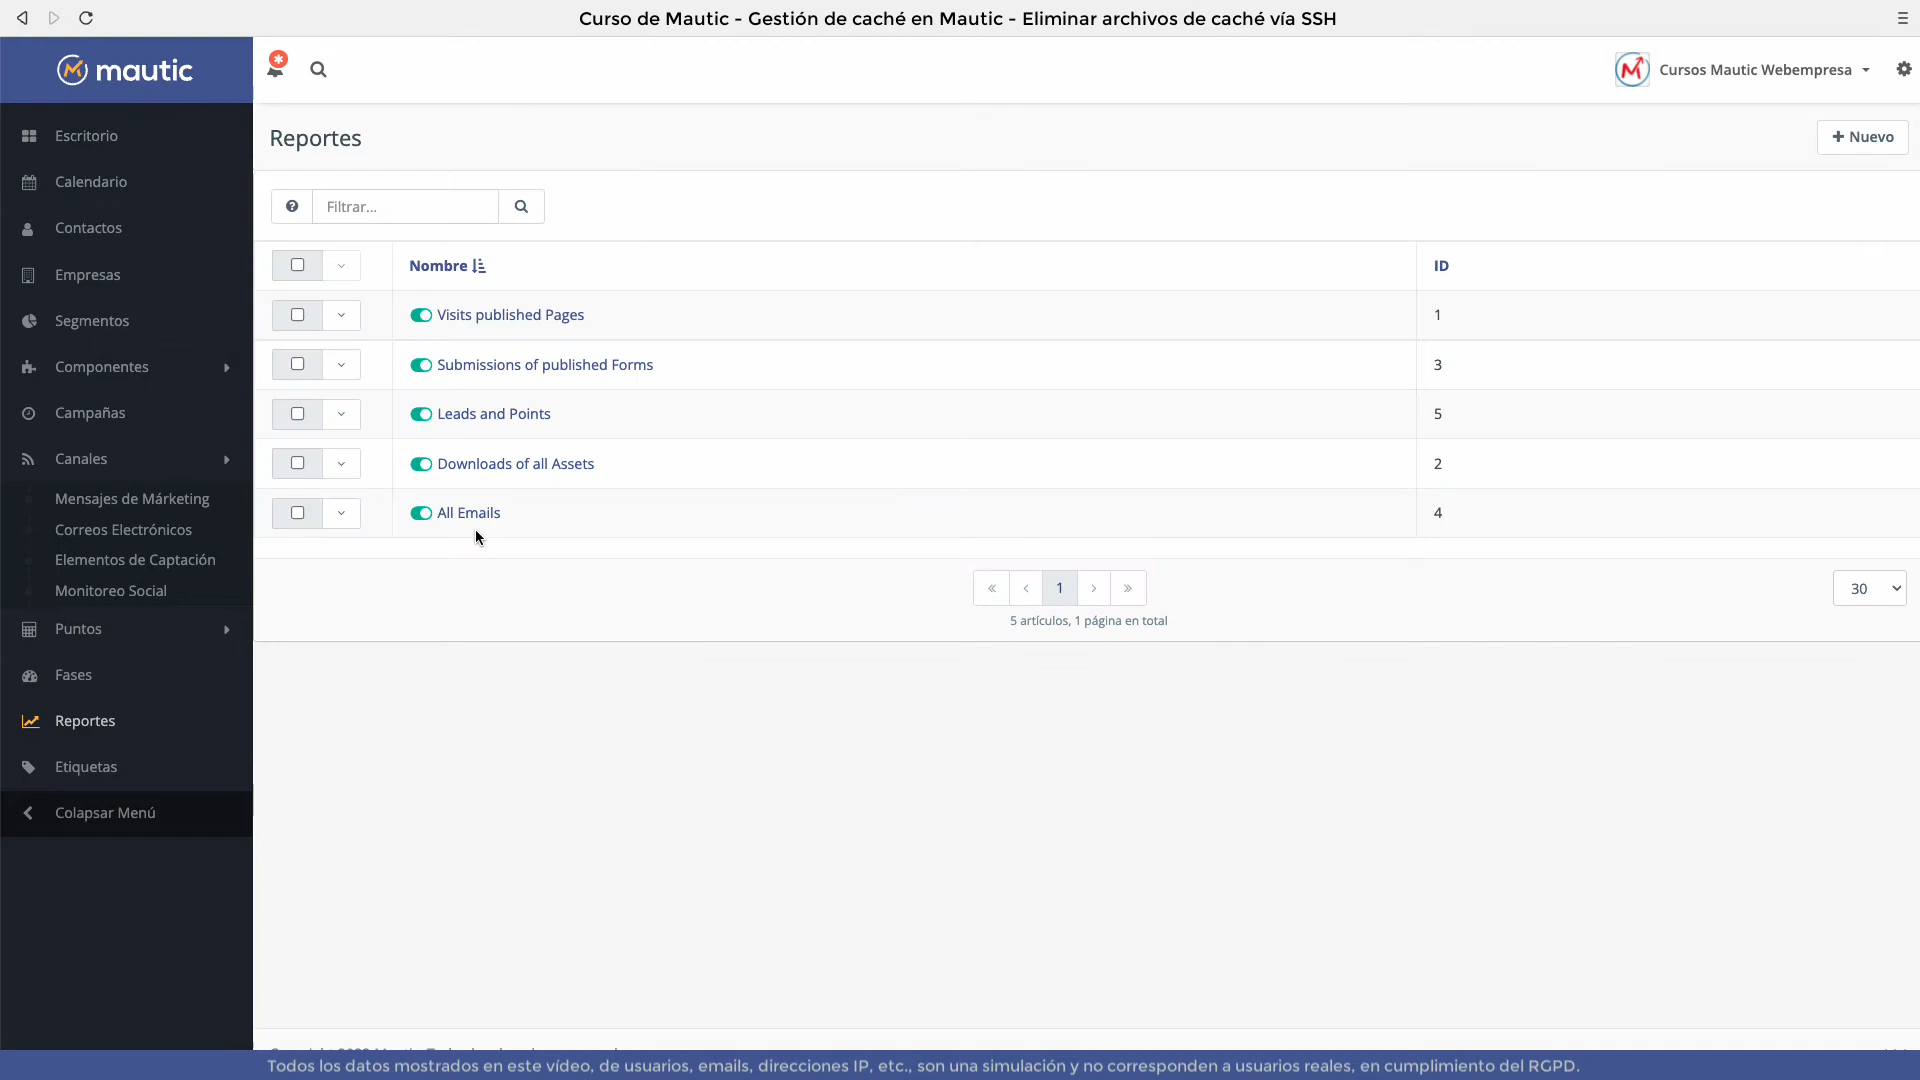 Curso de Mautic - Gestión de caché en Mautic - Eliminar archivos de caché vía SSH
mautic
Cursos Mautic Webempresa
Escritorio
Calendario
Contactos
Empresas
Segmentos
Componentes
Campañas
Canales
Mensajes de Márketing
Correos Electrónicos
Elementos de Captación
Monitoreo Social
Puntos
Fases
Reportes
Etiquetas
Colapsar Menú
Reportes
+ Nuevo
Filtrar...
Nombre ID
Visits published Pages 1
Submissions of published Forms 3
Leads and Points 5
Downloads of all Assets 2
All Emails 4
« ‹ 1 › »
30
5 artículos, 1 página en total
Todos los datos mostrados en este vídeo, de usuarios, emails, direcciones IP, etc., son una simulación y no corresponden a usuarios reales, en cumplimiento del RGPD.